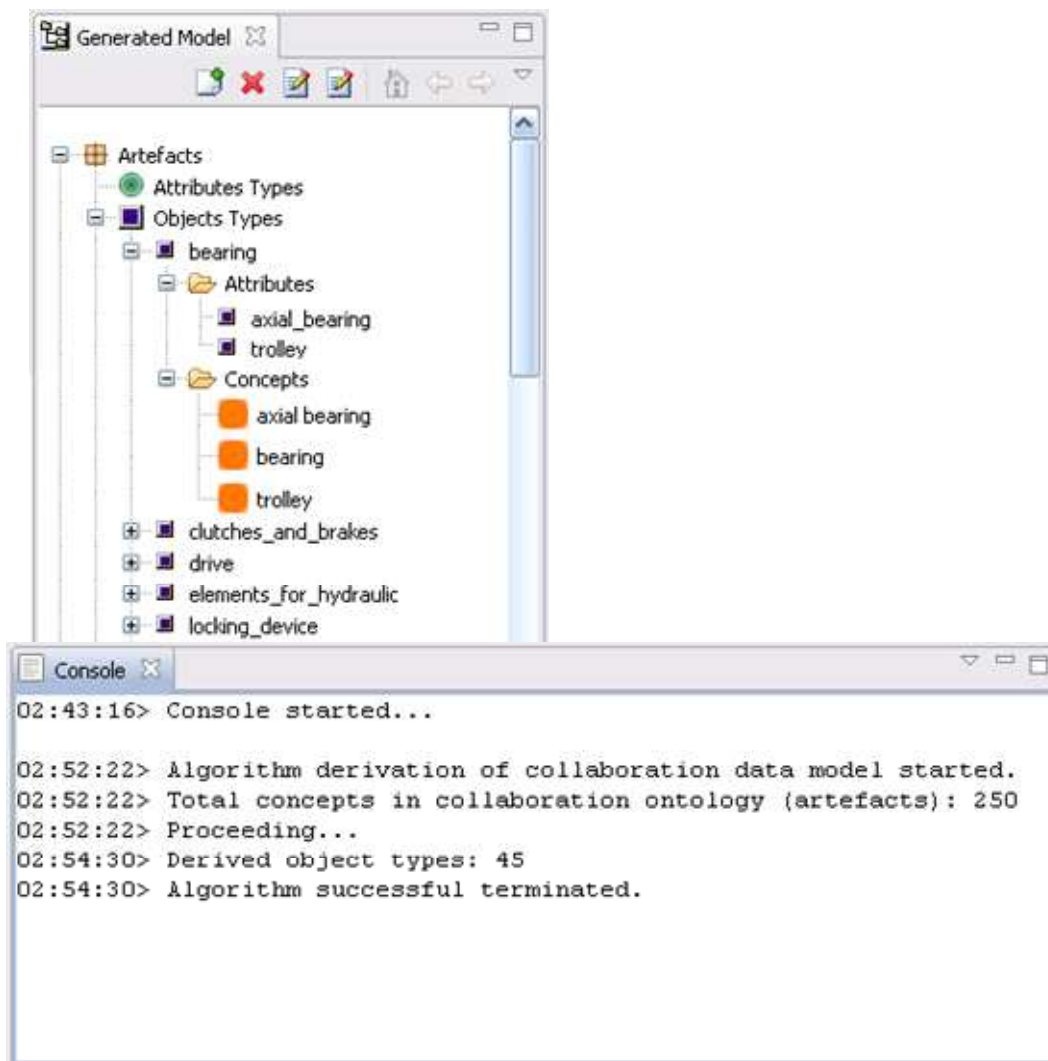 Generated Model
Artefacts
Attributes Types
Objects Types
bearing
Attributes
axial_bearing
trolley
Concepts
axial bearing
bearing
trolley
clutches_and_brakes
drive
elements_for_hydraulic
locking_device
Console
02:43:16> Console started...
02:52:22> Algorithm derivation of collaboration data model started.
02:52:22> Total concepts in collaboration ontology (artefacts): 250
02:52:22> Proceeding...
02:54:30> Derived object types: 45
02:54:30> Algorithm successful terminated.